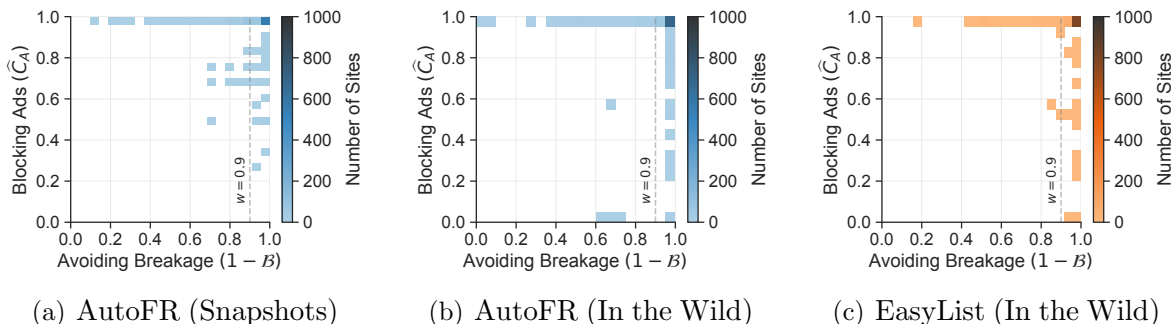 1.0
0.8
0.6
0.4
0.2
0.0
Blocking Ads (Ĉ_A)
0.0 0.2 0.4 0.6 0.8 1.0
Avoiding Breakage (1 − ℬ)
w = 0.9
1000
800
600
400
200
0
Number of Sites
(a) AutoFR (Snapshots)
1.0
0.8
0.6
0.4
0.2
0.0
Blocking Ads (Ĉ_A)
0.0 0.2 0.4 0.6 0.8 1.0
Avoiding Breakage (1 − ℬ)
w = 0.9
1000
800
600
400
200
0
Number of Sites
(b) AutoFR (In the Wild)
1.0
0.8
0.6
0.4
0.2
0.0
Blocking Ads (Ĉ_A)
0.0 0.2 0.4 0.6 0.8 1.0
Avoiding Breakage (1 − ℬ)
w = 0.9
1000
800
600
400
200
0
Number of Sites
(c) EasyList (In the Wild)